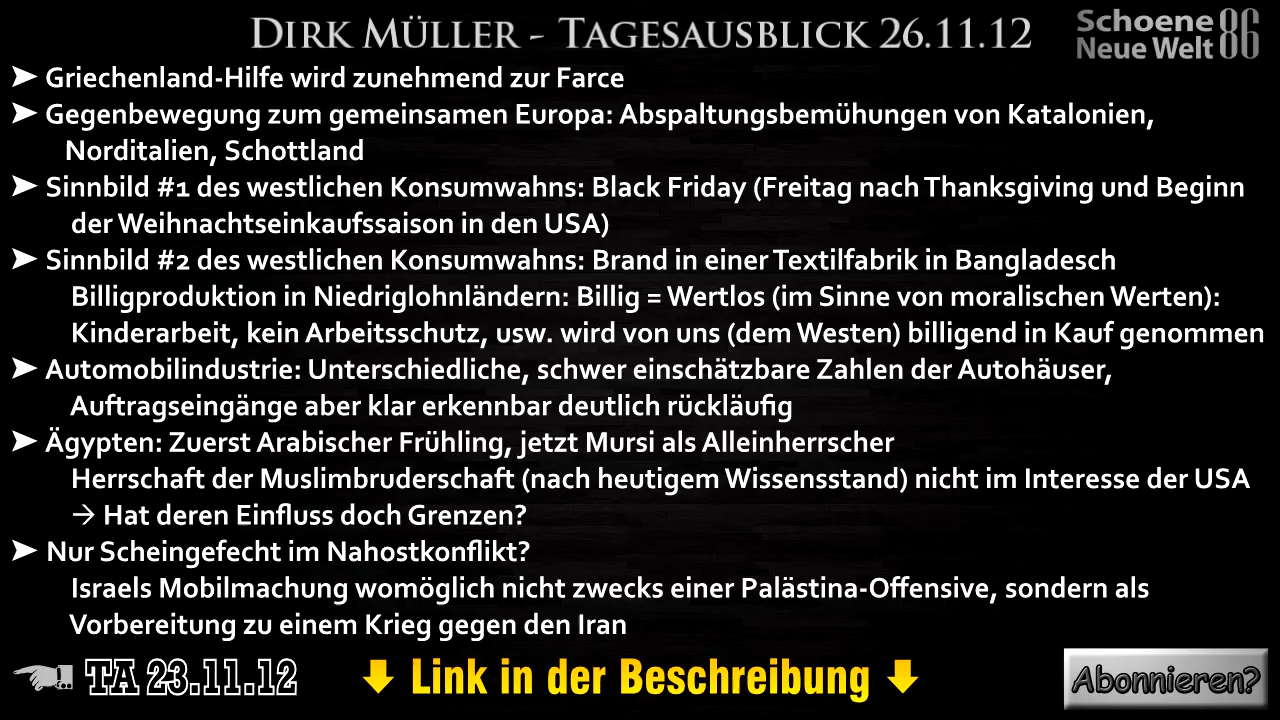 Dirk Müller - Tagesausblick 26.11.12
Schoene
Neue Welt 86
➤ Griechenland-Hilfe wird zunehmend zur Farce
➤ Gegenbewegung zum gemeinsamen Europa: Abspaltungsbemühungen von Katalonien,
Norditalien, Schottland
➤ Sinnbild #1 des westlichen Konsumwahns: Black Friday (Freitag nach Thanksgiving und Beginn
der Weihnachtseinkaufssaison in den USA)
➤ Sinnbild #2 des westlichen Konsumwahns: Brand in einer Textilfabrik in Bangladesch
Billigproduktion in Niedriglohnländern: Billig = Wertlos (im Sinne von moralischen Werten):
Kinderarbeit, kein Arbeitsschutz, usw. wird von uns (dem Westen) billigend in Kauf genommen
➤ Automobilindustrie: Unterschiedliche, schwer einschätzbare Zahlen der Autohäuser,
Auftragseingänge aber klar erkennbar deutlich rückläufig
➤ Ägypten: Zuerst Arabischer Frühling, jetzt Mursi als Alleinherrscher
Herrschaft der Muslimbruderschaft (nach heutigem Wissensstand) nicht im Interesse der USA
→ Hat deren Einfluss doch Grenzen?
➤ Nur Scheingefecht im Nahostkonflikt?
Israels Mobilmachung womöglich nicht zwecks einer Palästina-Offensive, sondern als
Vorbereitung zu einem Krieg gegen den Iran
TA 23.11.12
Link in der Beschreibung
Abonnieren?